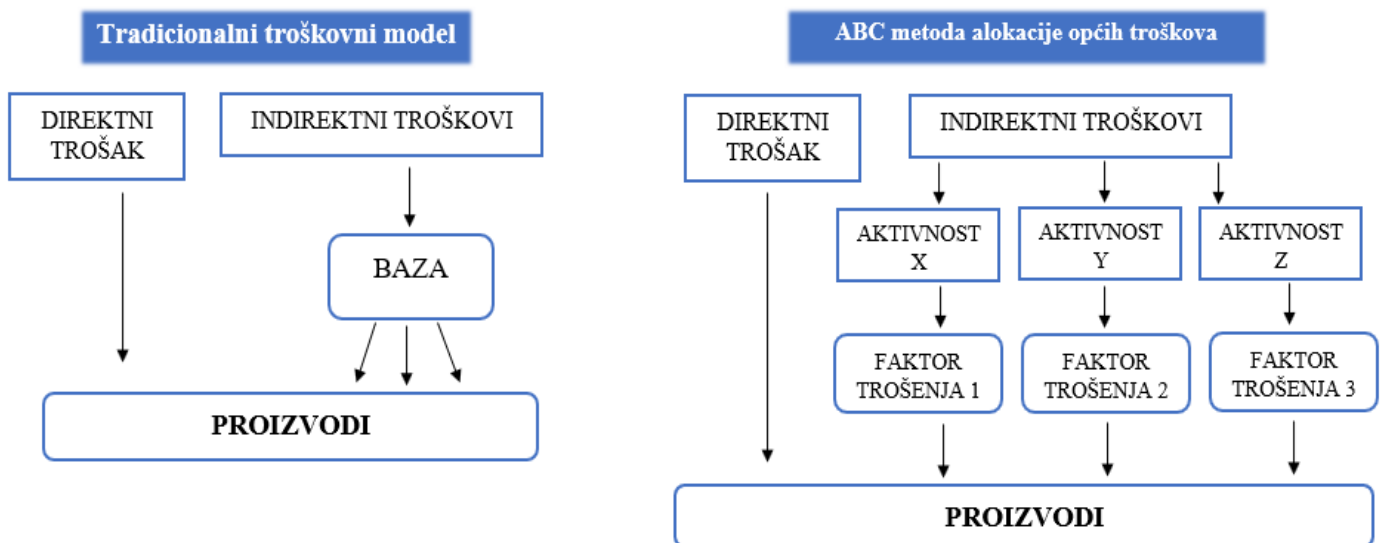 Tradicionalni troškovni model
DIREKTNI
TROŠAK
INDIREKTNI TROŠKOVI
BAZA
PROIZVODI
ABC metoda alokacije općih troškova
DIREKTNI
TROŠAK
INDIREKTNI TROŠKOVI
AKTIVNOST
X
AKTIVNOST
Y
AKTIVNOST
Z
FAKTOR
TROŠENJA 1
FAKTOR
TROŠENJA 2
FAKTOR
TROŠENJA 3
PROIZVODI